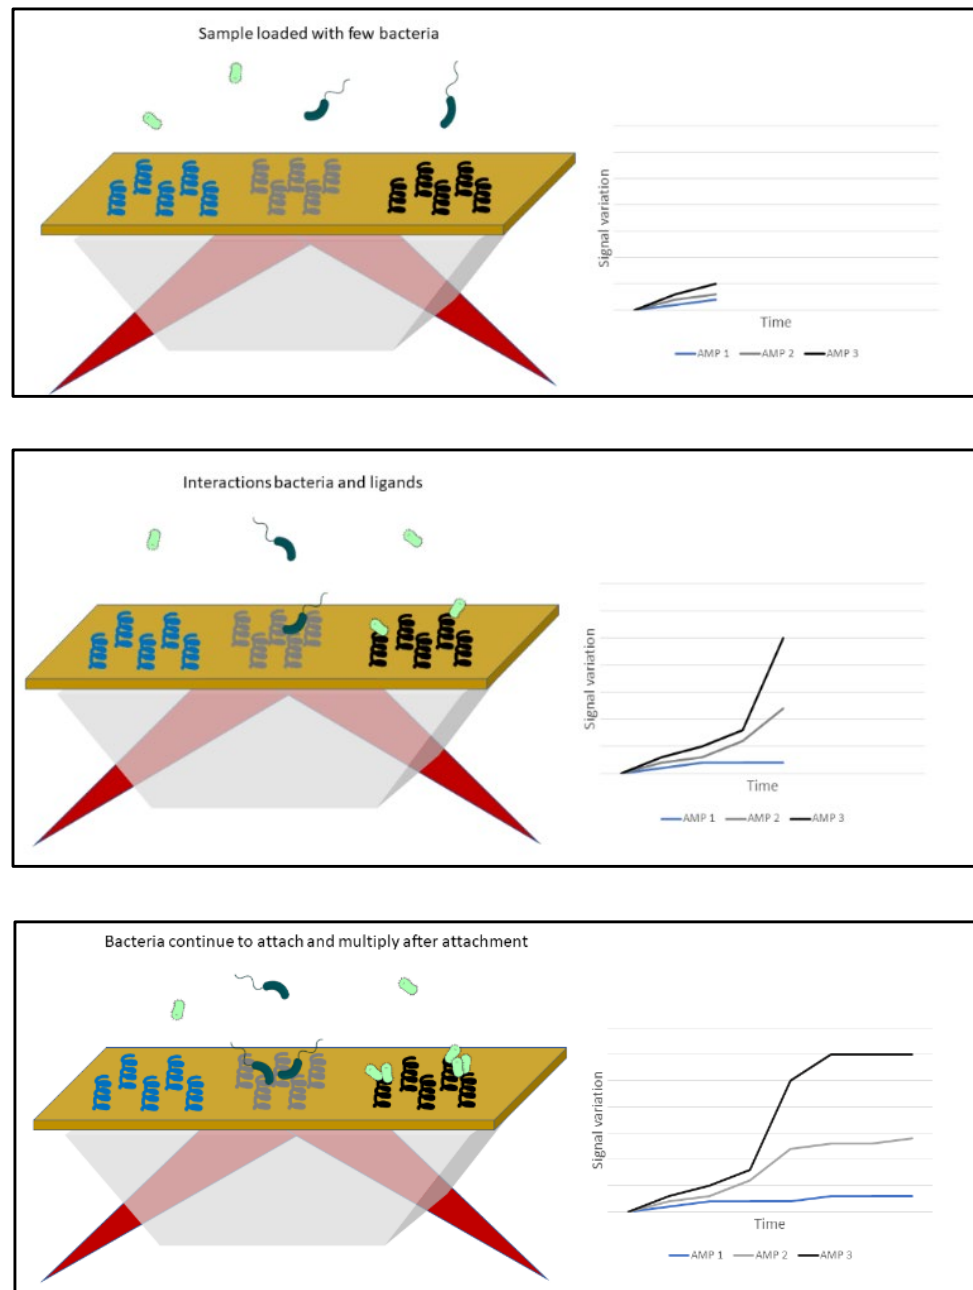 Sample loaded with few bacteria
Signal variation
Time
AMP 1 AMP 2 AMP 3
Interactions bacteria and ligands
Signal variation
Time
AMP 1 AMP 2 AMP 3
Bacteria continue to attach and multiply after attachment
Signal variation
Time
AMP 1 AMP 2 AMP 3